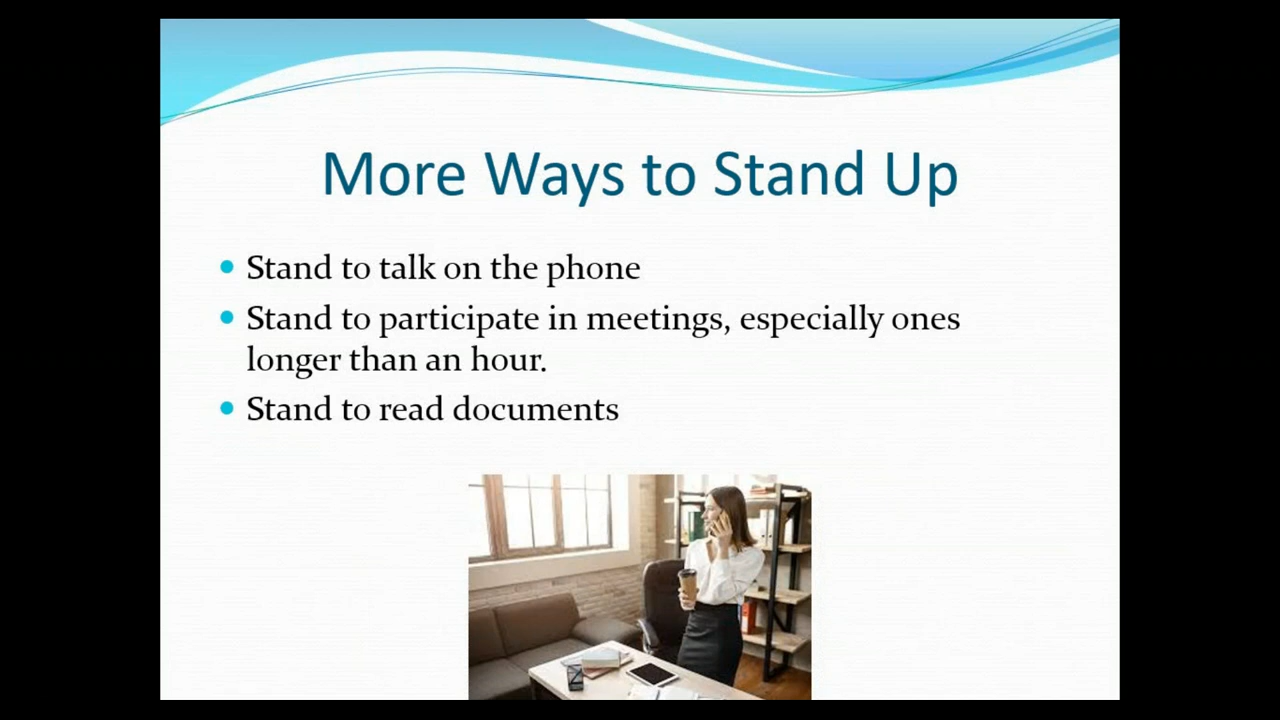 More Ways to Stand Up
Stand to talk on the phone
Stand to participate in meetings, especially ones
longer than an hour.
Stand to read documents